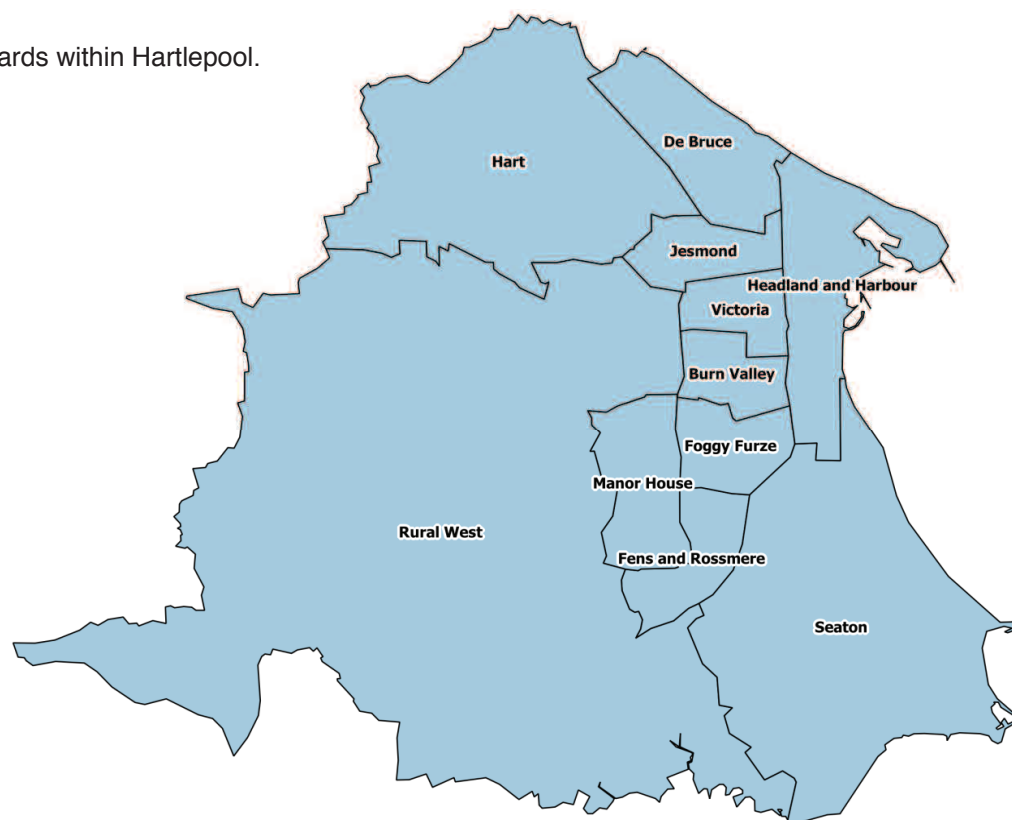 ards within Hartlepool.
De Bruce
Hart
Jesmond
Headland and Harbour
Victoria
Burn Valley
Foggy Furze
Manor House
Rural West
Fens and Rossmere
Seaton